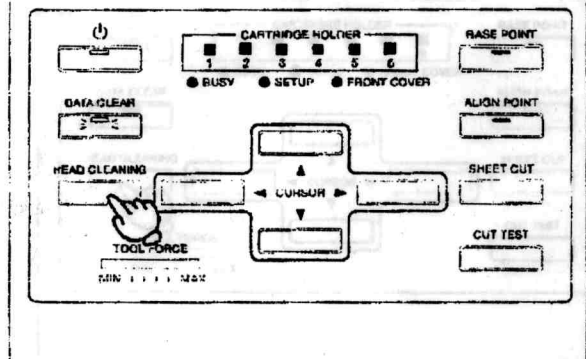 CARTRIDGE HOLDER
BASE POINT
1 2 3 4 5 6
BUSY SETUP FRONT COVER
DATA CLEAR
ALIGN POINT
HEAD CLEANING
CURSOR
SHEET CUT
TOOL FORCE
CUT TEST
MIN MAX